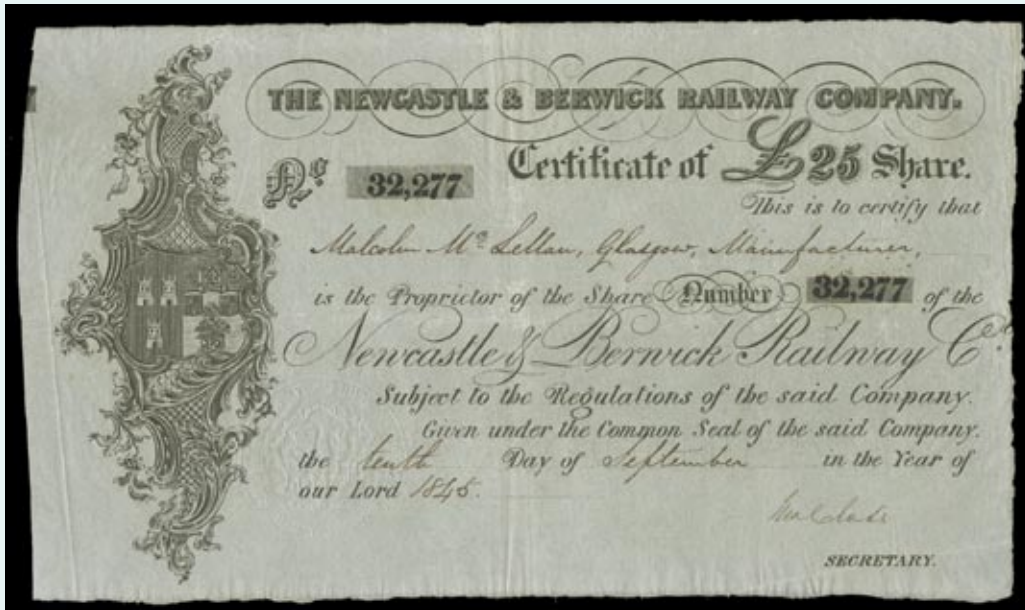 THE NEWCASTLE & BERWICK RAILWAY COMPANY.
No 32,277 Certificate of £25 Share.
This is to certify that
Malcolm Mc Lellan, Glasgow, Manufacturer,
is the Proprietor of the Share Number 32,277 of the
Newcastle & Berwick Railway Co.
Subject to the Regulations of the said Company.
Given under the Common Seal of the said Company.
the tenth Day of September in the Year of
our Lord 1845.
SECRETARY.